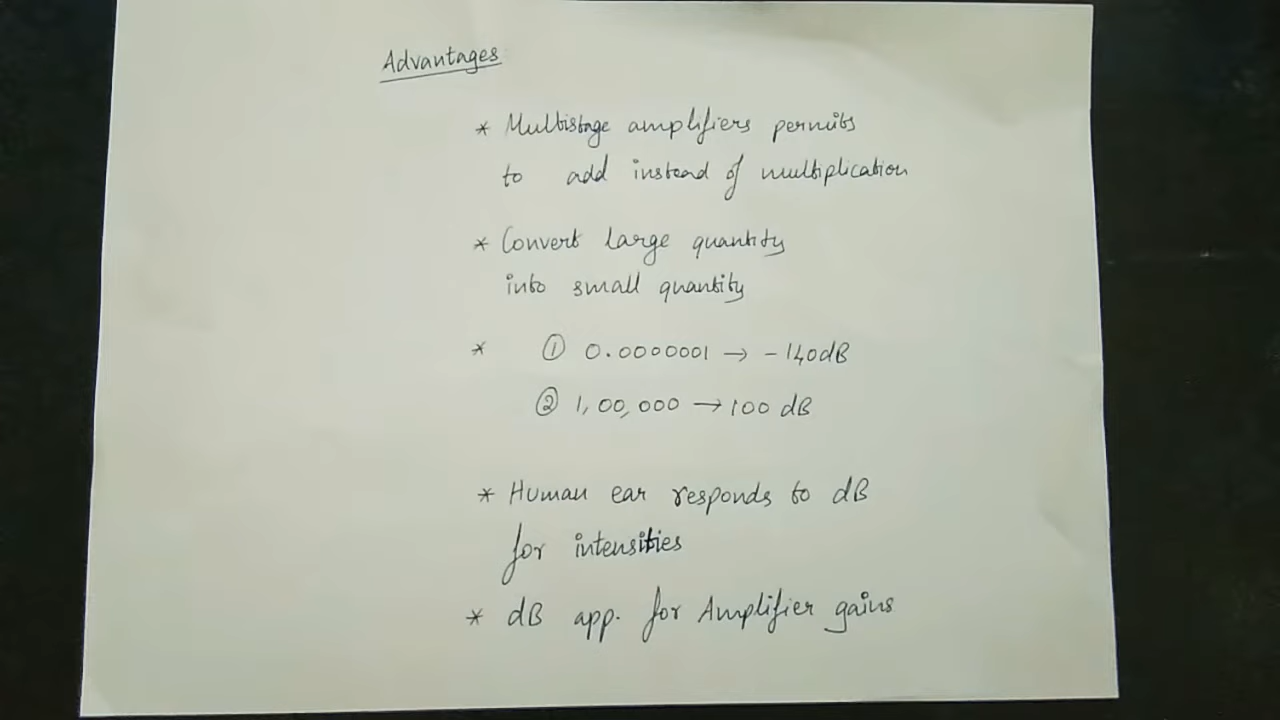 Advantages
* Multistage amplifiers permits
to add instead of multiplication
* Convert large quantity
into small quantity
* ① 0.0000001 → - 140dB
② 1,00,000 → 100 dB
* Human ear responds to dB
for intensities
* dB app. for Amplifier gains